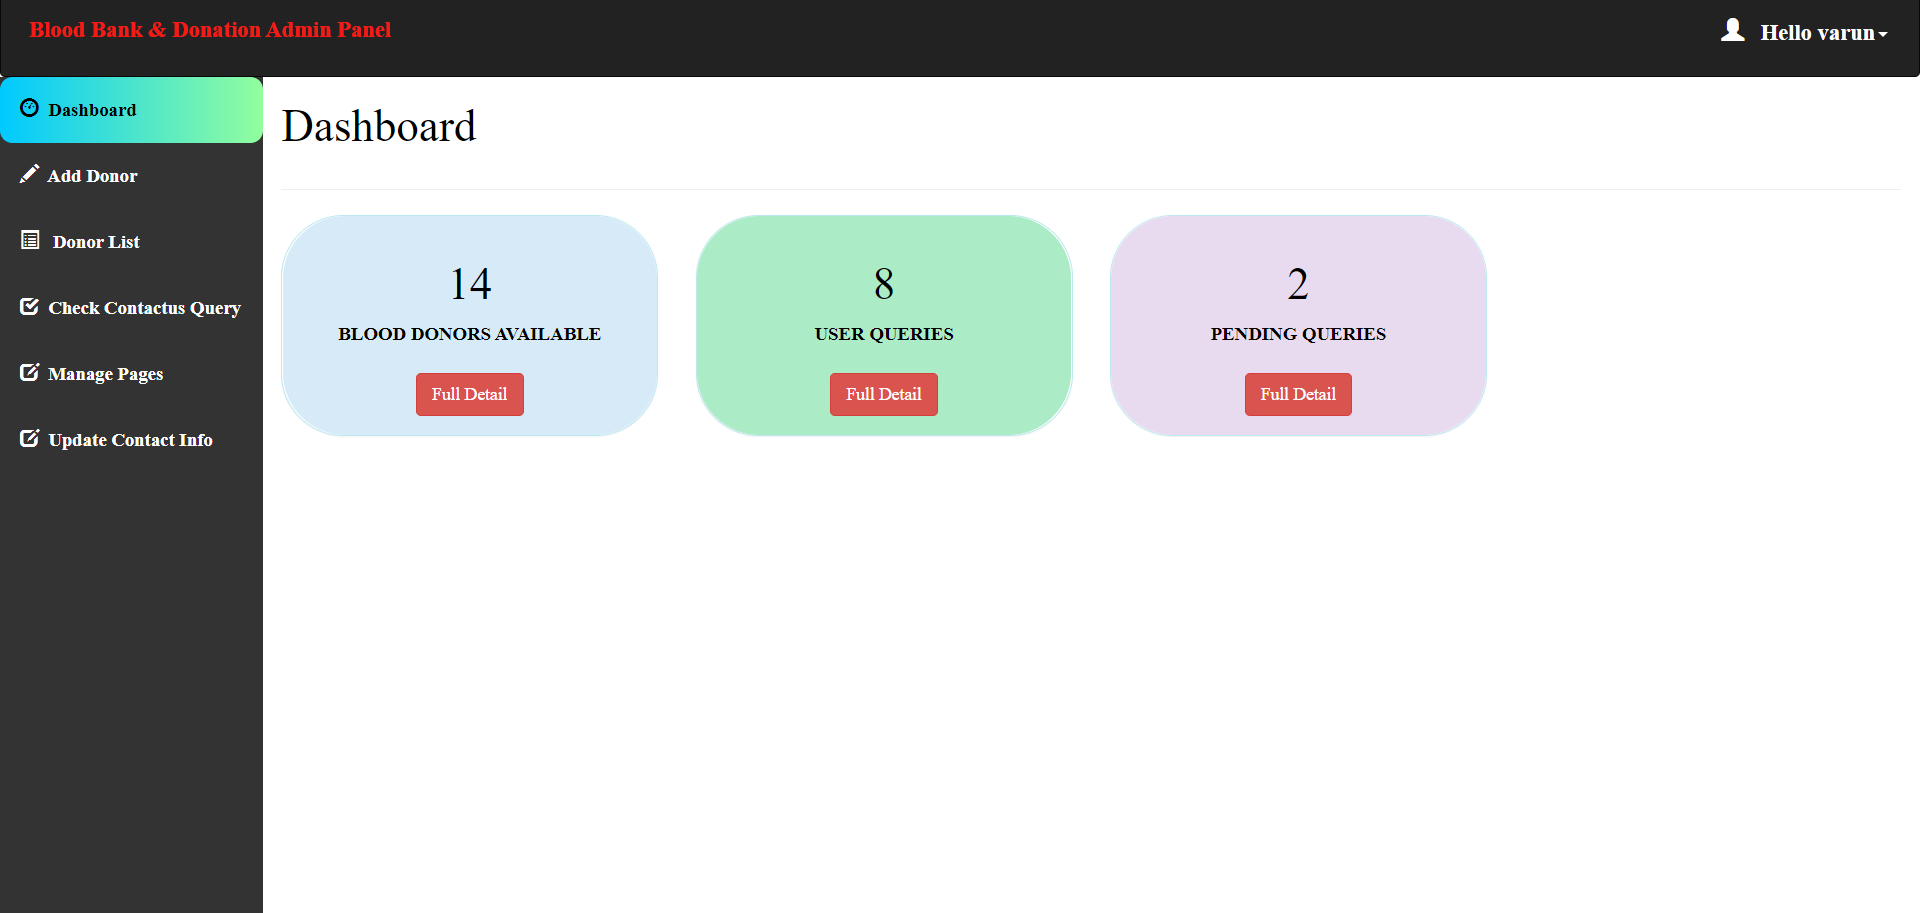 Blood Bank & Donation Admin Panel
Hello varun
Dashboard
Add Donor
Donor List
Check Contactus Query
Manage Pages
Update Contact Info
Dashboard
14
BLOOD DONORS AVAILABLE
Full Detail
8
USER QUERIES
Full Detail
2
PENDING QUERIES
Full Detail